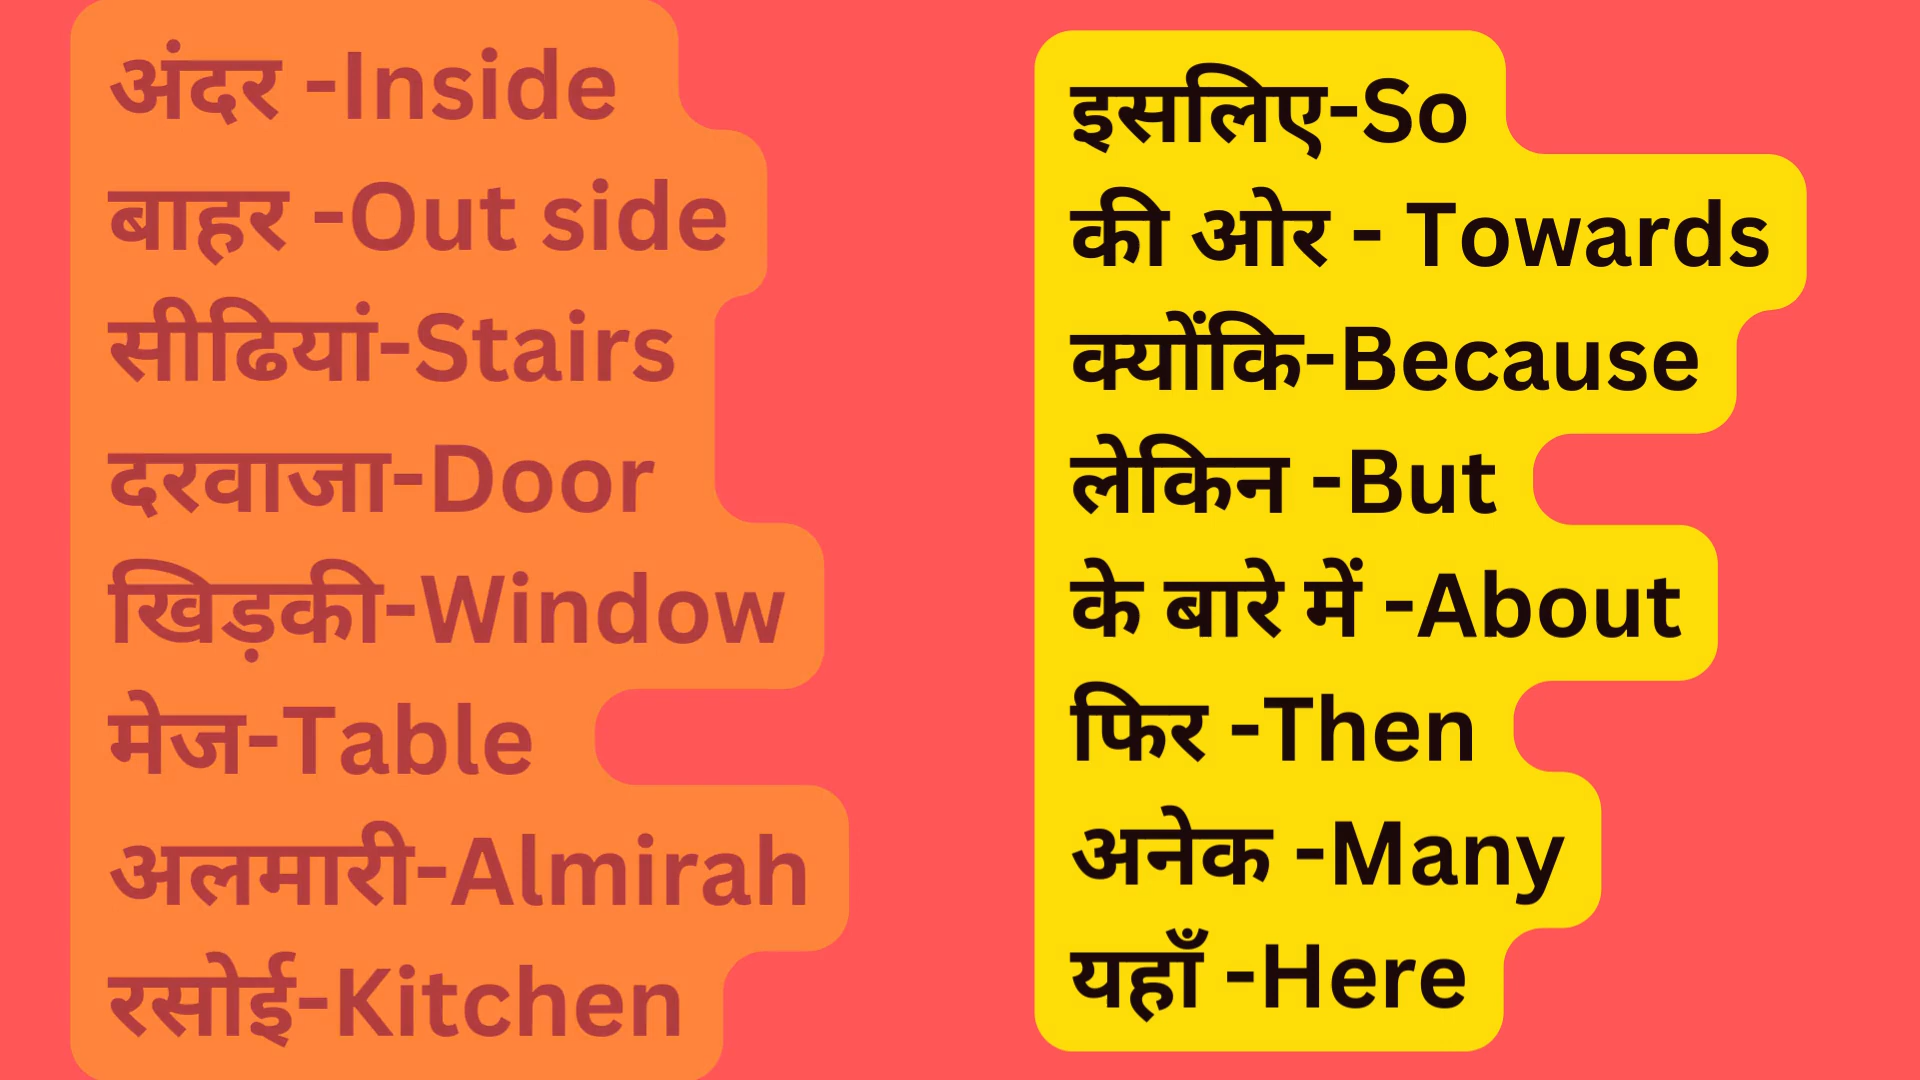 अंदर -Inside
बाहर -Out side
सीढियां-Stairs
दरवाजा-Door
खिड़की-Window
मेज-Table
अलमारी-Almirah
रसोई-Kitchen
इसलिए-So
की ओर - Towards
क्योंकि-Because
लेकिन -But
के बारे में -About
फिर -Then
अनेक -Many
यहाँ -Here